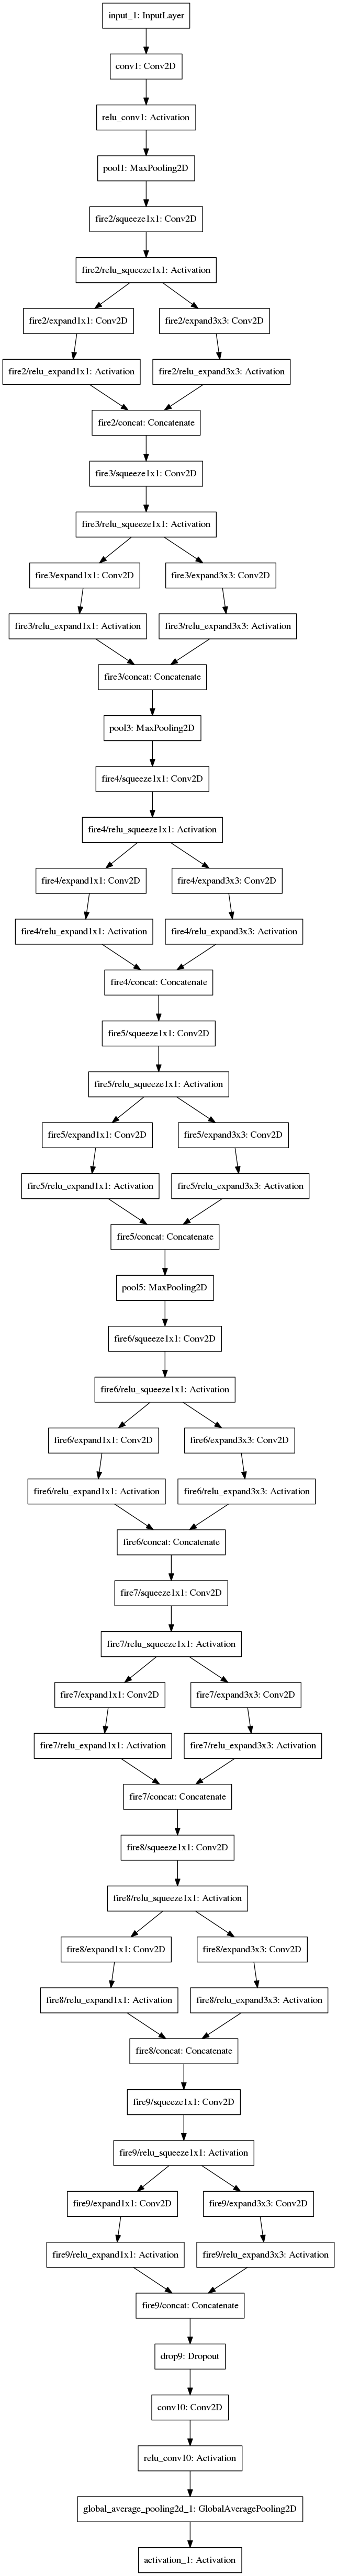 input_1: InputLayer
conv1: Conv2D
relu_conv1: Activation
pool1: MaxPooling2D
fire2/squeeze1x1: Conv2D
fire2/relu_squeeze1x1: Activation
fire2/expand1x1: Conv2D
fire2/expand3x3: Conv2D
fire2/relu_expand1x1: Activation
fire2/relu_expand3x3: Activation
fire2/concat: Concatenate
fire3/squeeze1x1: Conv2D
fire3/relu_squeeze1x1: Activation
fire3/expand1x1: Conv2D
fire3/expand3x3: Conv2D
fire3/relu_expand1x1: Activation
fire3/relu_expand3x3: Activation
fire3/concat: Concatenate
pool3: MaxPooling2D
fire4/squeeze1x1: Conv2D
fire4/relu_squeeze1x1: Activation
fire4/expand1x1: Conv2D
fire4/expand3x3: Conv2D
fire4/relu_expand1x1: Activation
fire4/relu_expand3x3: Activation
fire4/concat: Concatenate
fire5/squeeze1x1: Conv2D
fire5/relu_squeeze1x1: Activation
fire5/expand1x1: Conv2D
fire5/expand3x3: Conv2D
fire5/relu_expand1x1: Activation
fire5/relu_expand3x3: Activation
fire5/concat: Concatenate
pool5: MaxPooling2D
fire6/squeeze1x1: Conv2D
fire6/relu_squeeze1x1: Activation
fire6/expand1x1: Conv2D
fire6/expand3x3: Conv2D
fire6/relu_expand1x1: Activation
fire6/relu_expand3x3: Activation
fire6/concat: Concatenate
fire7/squeeze1x1: Conv2D
fire7/relu_squeeze1x1: Activation
fire7/expand1x1: Conv2D
fire7/expand3x3: Conv2D
fire7/relu_expand1x1: Activation
fire7/relu_expand3x3: Activation
fire7/concat: Concatenate
fire8/squeeze1x1: Conv2D
fire8/relu_squeeze1x1: Activation
fire8/expand1x1: Conv2D
fire8/expand3x3: Conv2D
fire8/relu_expand1x1: Activation
fire8/relu_expand3x3: Activation
fire8/concat: Concatenate
fire9/squeeze1x1: Conv2D
fire9/relu_squeeze1x1: Activation
fire9/expand1x1: Conv2D
fire9/expand3x3: Conv2D
fire9/relu_expand1x1: Activation
fire9/relu_expand3x3: Activation
fire9/concat: Concatenate
drop9: Dropout
conv10: Conv2D
relu_conv10: Activation
global_average_pooling2d_1: GlobalAveragePooling2D
activation_1: Activation